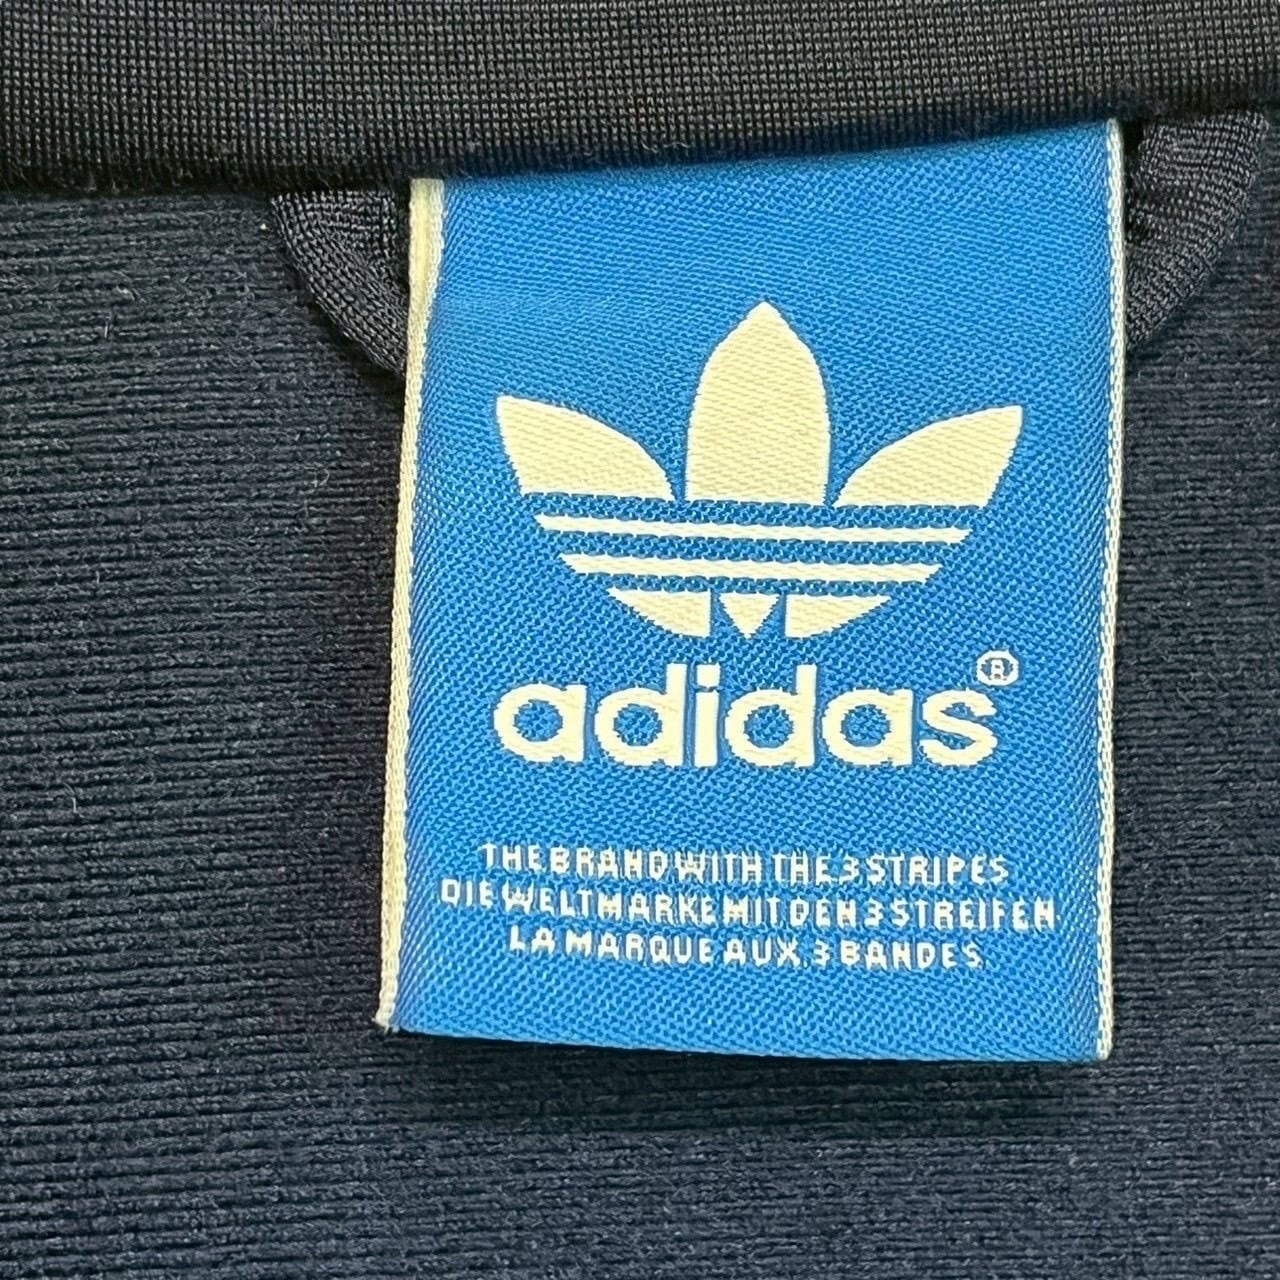 adidas®
THE BRAND WITH THE 3 STRIPES
DIE WELTMARKE MIT DEN 3 STREIFEN
LA MARQUE AUX 3 BANDES